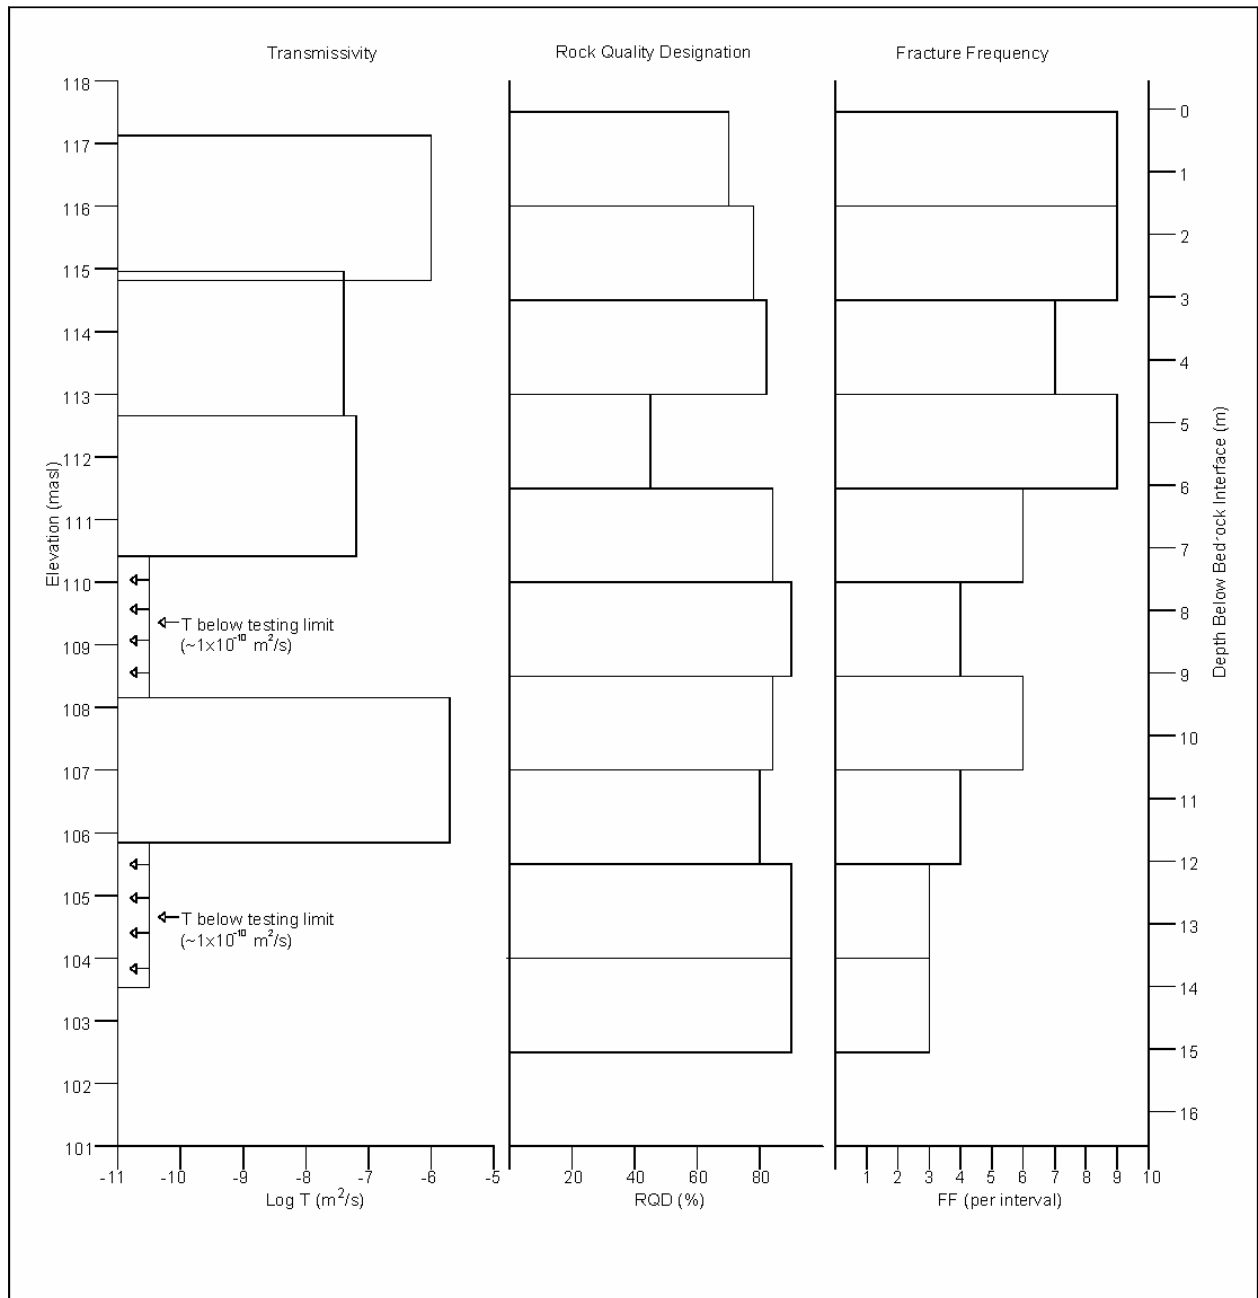 Transmissivity
Rock Quality Designation
Fracture Frequency
118
117
116
115
114
113
112
111
110
109
108
107
106
105
104
103
102
101
Elevation (masl)
T below testing limit
(~1x10⁻¹⁰ m²/s)
T below testing limit
(~1x10⁻¹⁰ m²/s)
0
1
2
3
4
5
6
7
8
9
10
11
12
13
14
15
16
Depth Below Bedrock Interface (m)
-11 -10 -9 -8 -7 -6 -5
Log T (m²/s)
20 40 60 80
RQD (%)
1 2 3 4 5 6 7 8 9 10
FF (per interval)